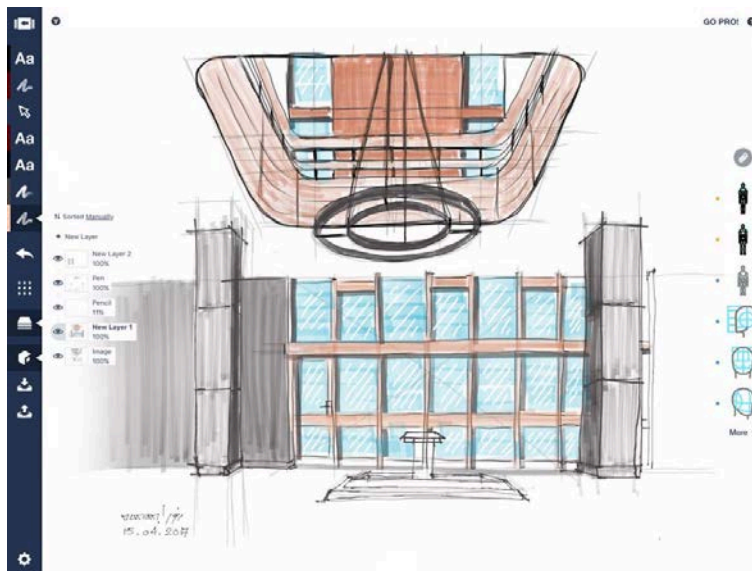 GO PRO!
Aa
Aa
Aa
Sorted Manually
+ New Layer
New Layer 2
100%
Pen
100%
Pencil
11%
New Layer 1
100%
Image
100%
More
15.04.2017